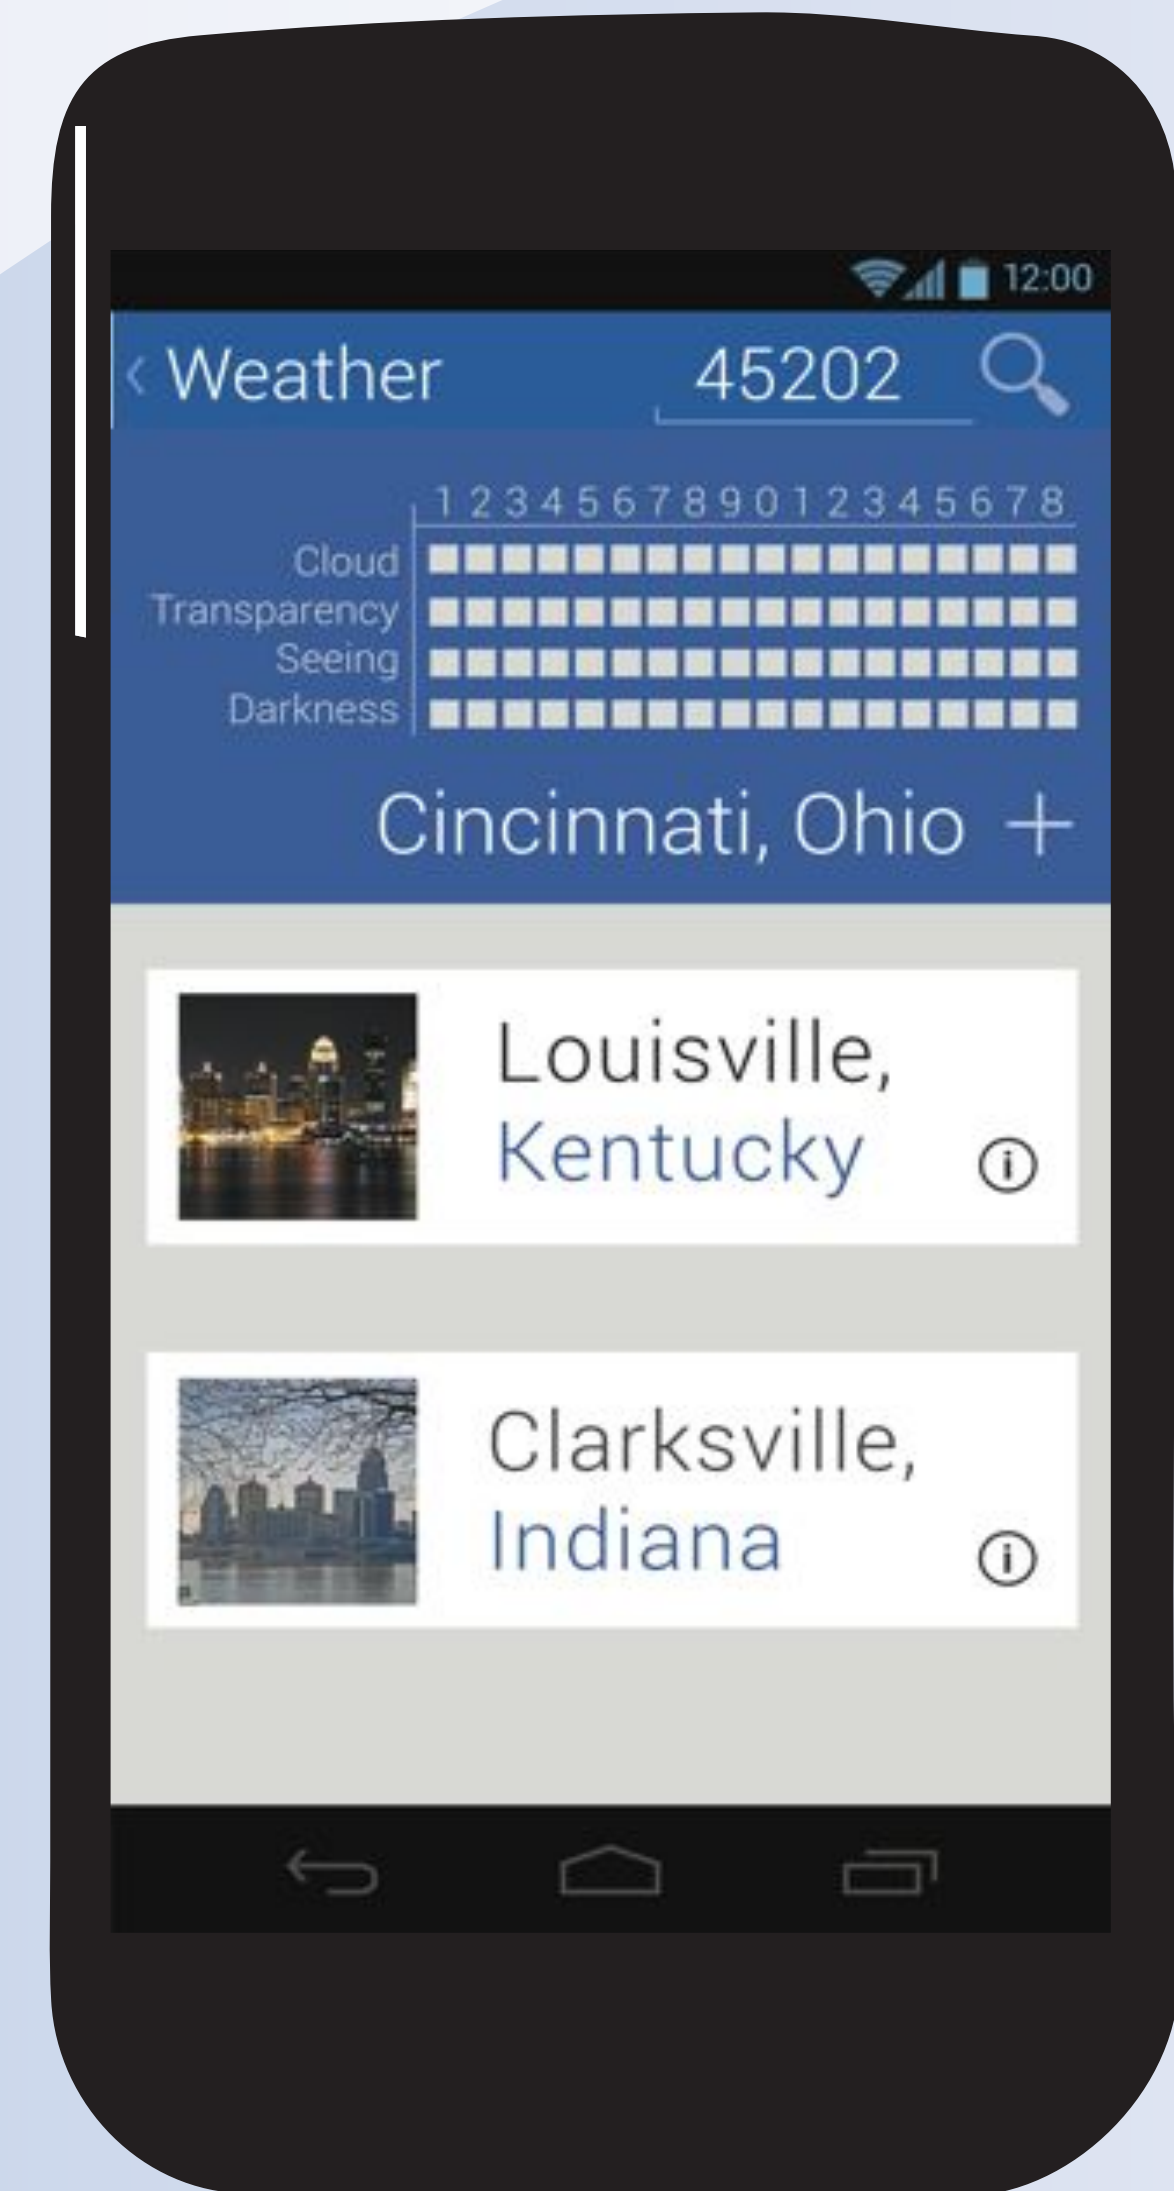 12:00
Weather 45202
1 2 3 4 5 6 7 8 9 0 1 2 3 4 5 6 7 8
Cloud
Transparency
Seeing
Darkness
Cincinnati, Ohio +
Louisville,
Kentucky
Clarksville,
Indiana